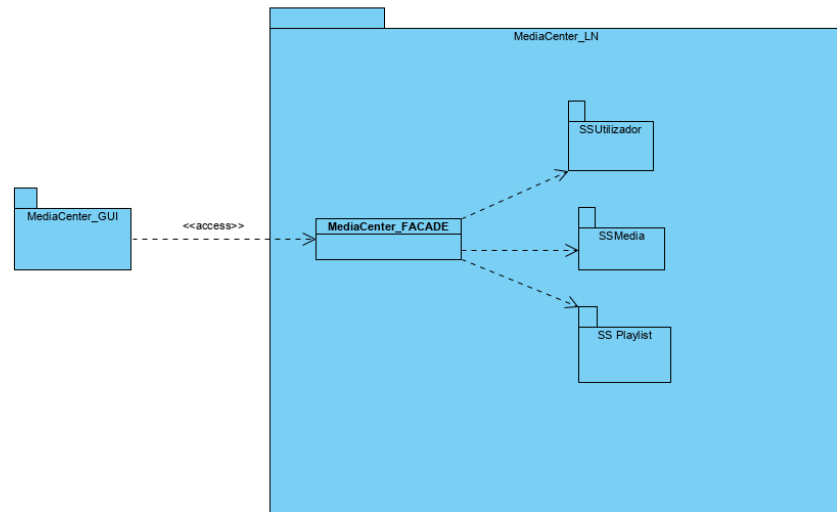 MediaCenter_LN
SSUtilizador
MediaCenter_GUI
<<access>>
MediaCenter_FACADE
SSMedia
SS Playlist